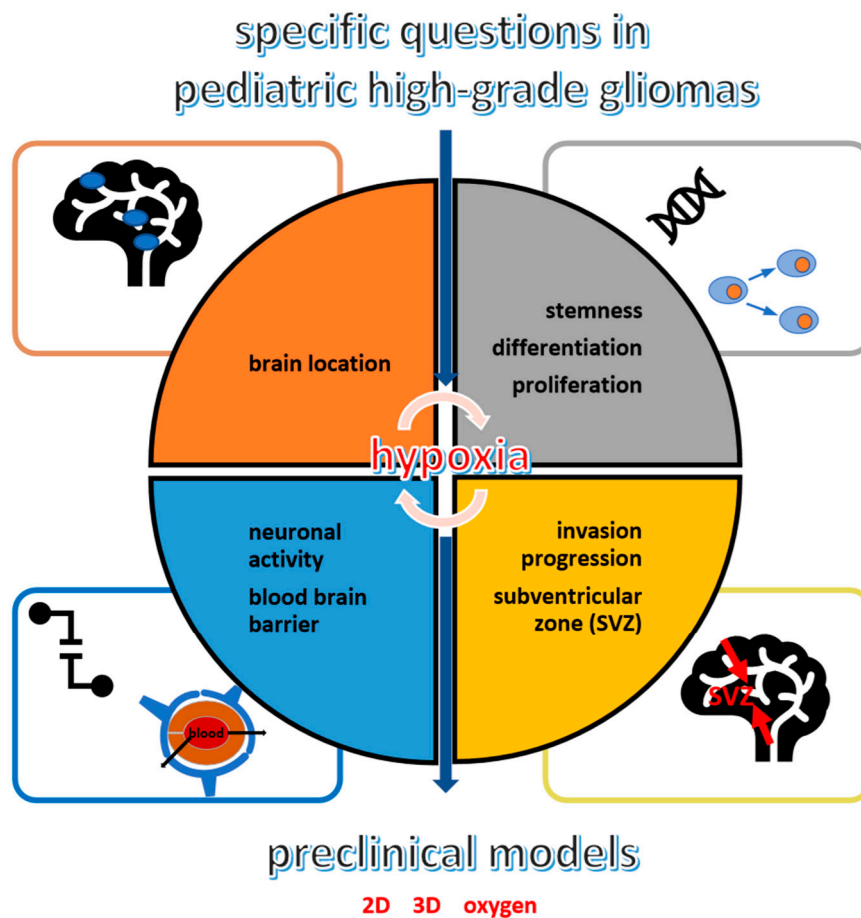 specific questions in
pediatric high-grade gliomas
brain location
stemness
differentiation
proliferation
hypoxia
neuronal
activity
blood brain
barrier
invasion
progression
subventricular
zone (SVZ)
blood
SVZ
preclinical models
2D 3D oxygen